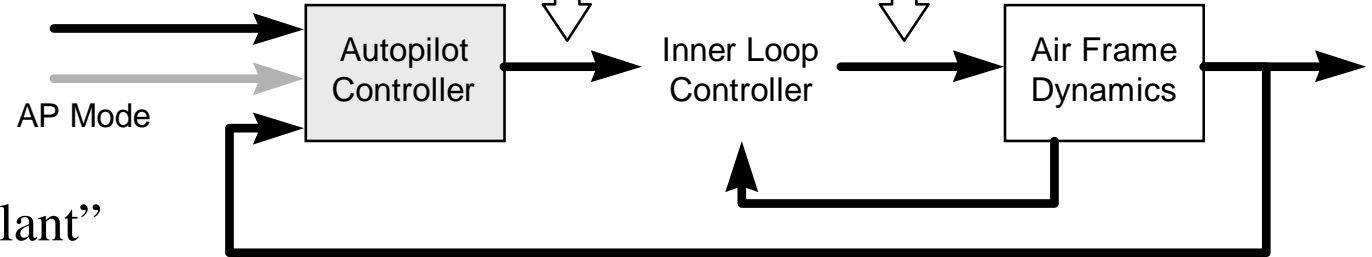 Autopilot
Controller
Inner Loop
Controller
Air Frame
Dynamics
AP Mode
lant”